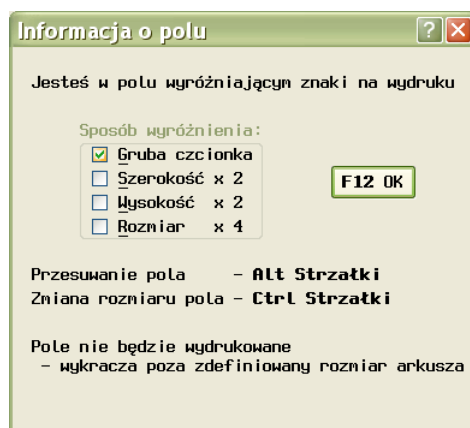 Informacja o polu
Jesteś w polu wyróżniającym znaki na wydruku
Sposób wyróżnienia:
Gruba czcionka
Szerokość x 2
F12 OK
Wysokość x 2
Rozmiar x 4
Przesuwanie pola - Alt Strzałki
Zmiana rozmiaru pola - Ctrl Strzałki
Pole nie będzie wydrukowane
- wykracza poza zdefiniowany rozmiar arkusza